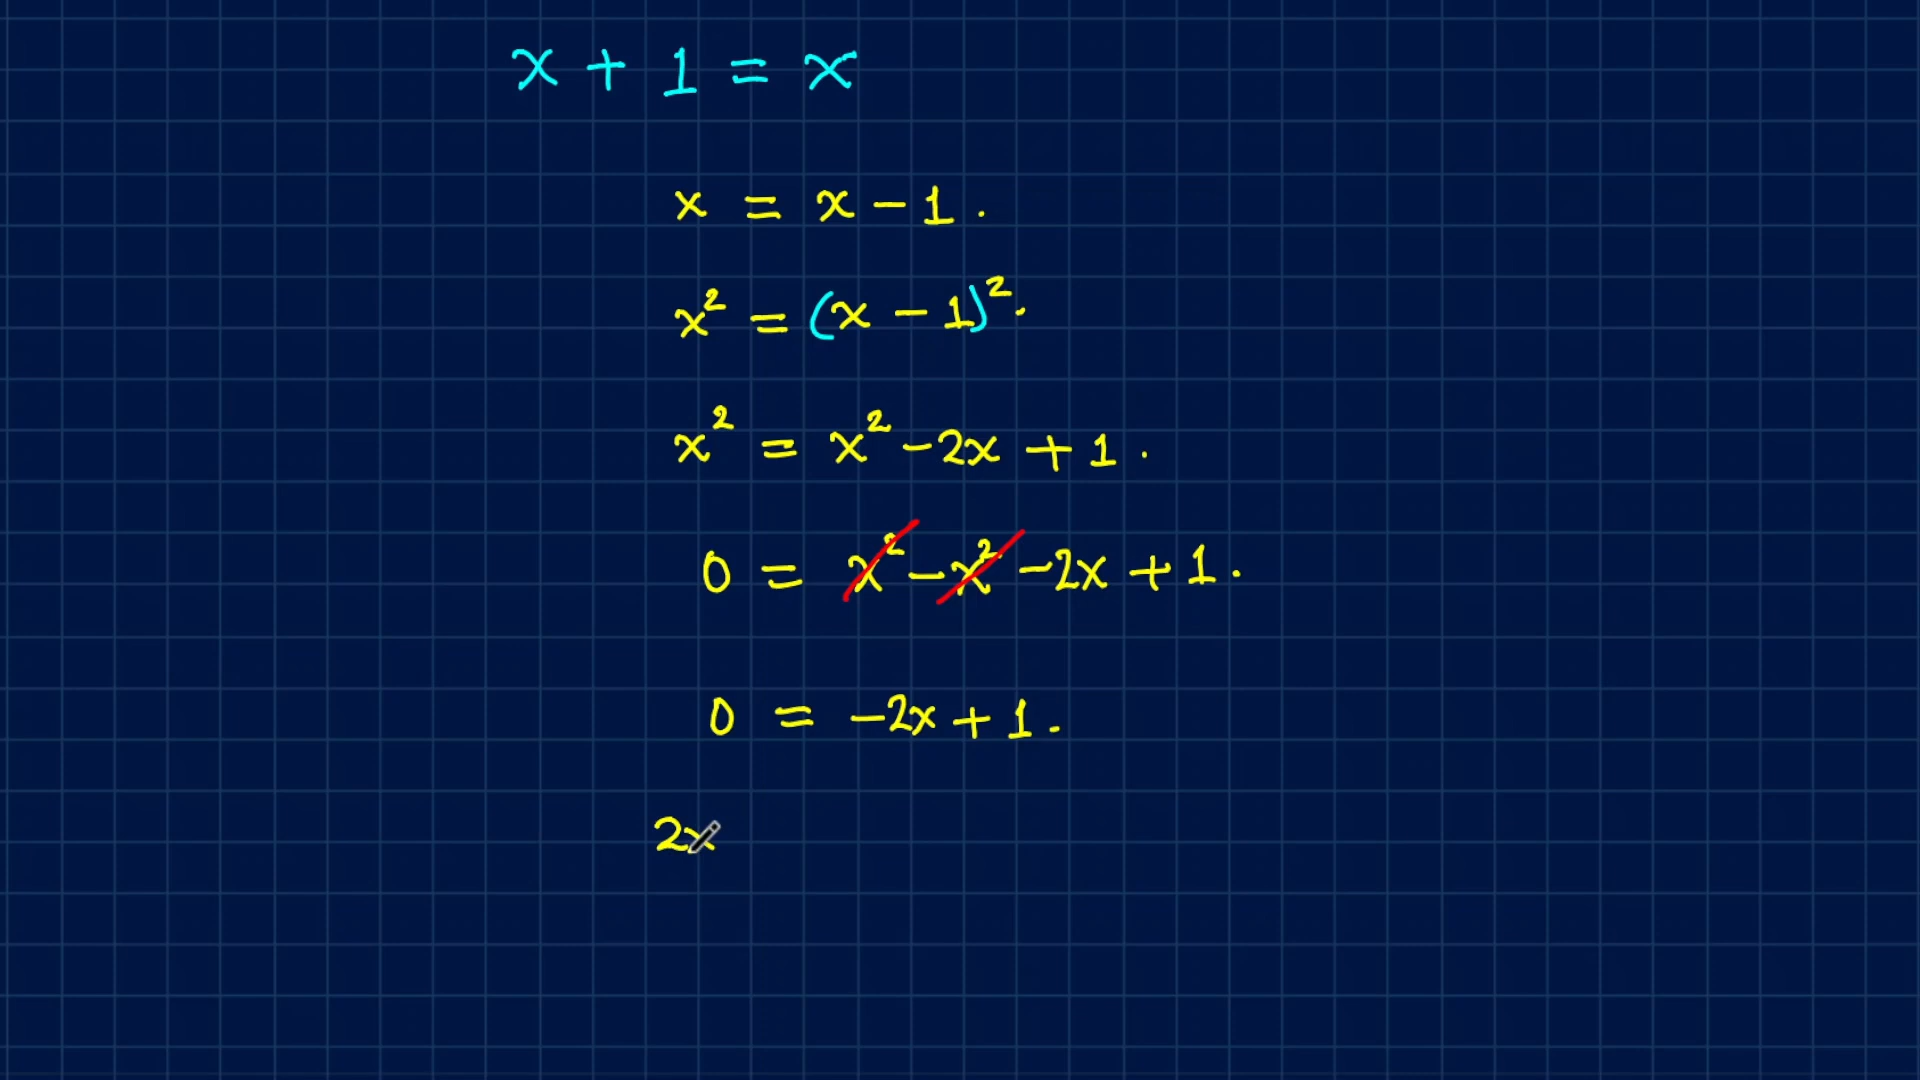 x + 1 = x
x = x - 1.
x² = (x - 1)².
x² = x² - 2x + 1.
0 = x² - x² - 2x + 1.
0 = -2x + 1.
2x